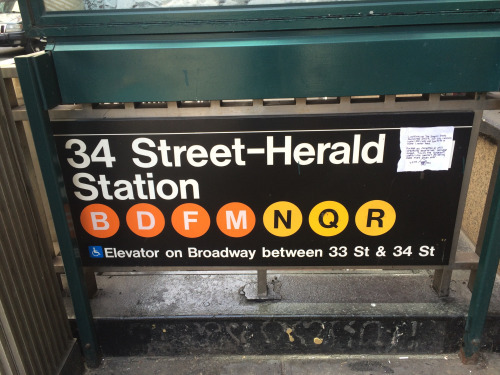 34 Street-Herald
Station
B D F M N Q R
Elevator on Broadway between 33 St & 34 St